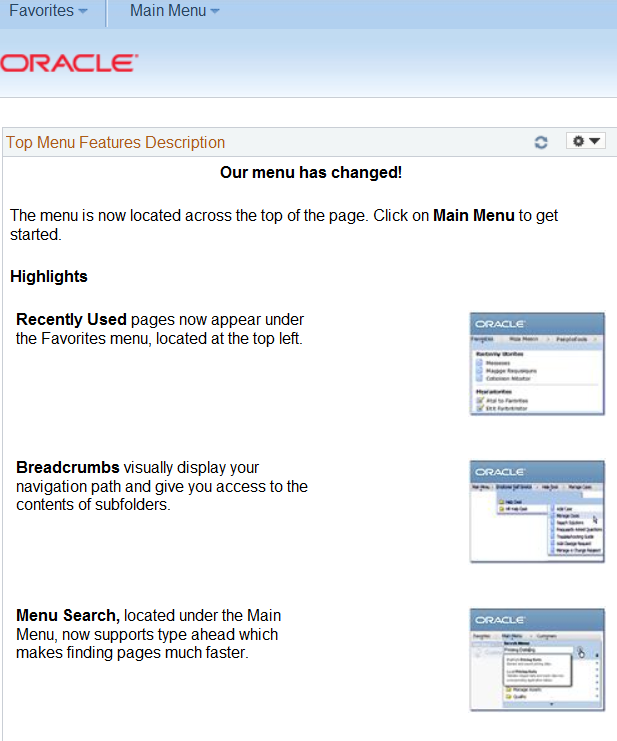 Favorites
Main Menu
ORACLE
Top Menu Features Description
Our menu has changed!
The menu is now located across the top of the page. Click on Main Menu to get
started.
Highlights
Recently Used pages now appear under
the Favorites menu, located at the top left.
ORACLE
Breadcrumbs visually display your
navigation path and give you access to the
contents of subfolders.
ORACLE
Menu Search, located under the Main
Menu, now supports type ahead which
makes finding pages much faster.
ORACLE